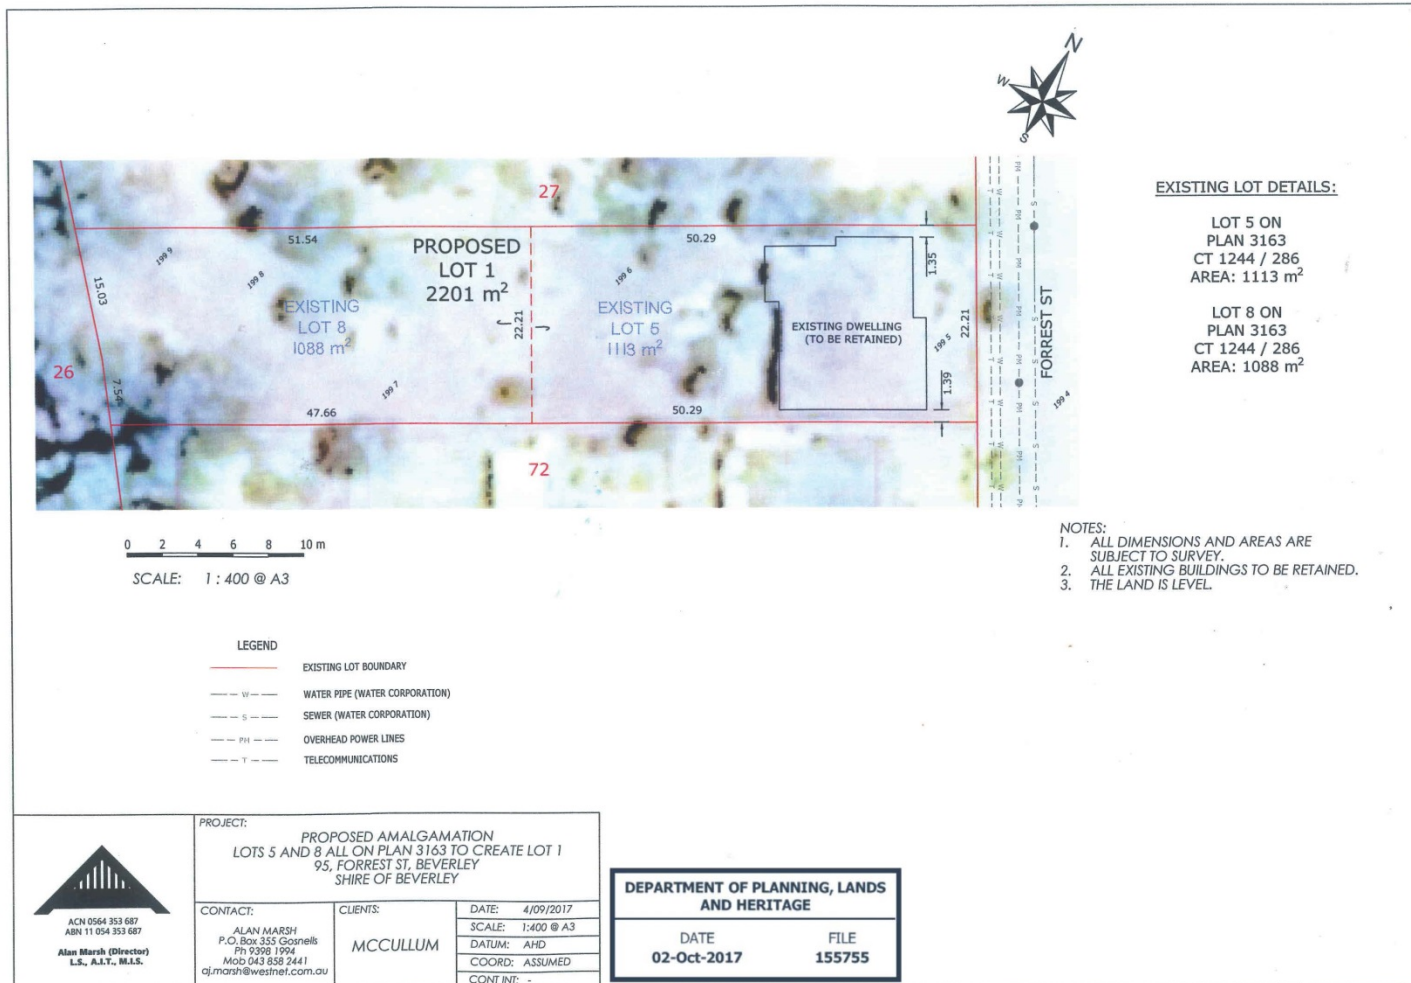 N
W
S
27
51.54
PROPOSED
LOT 1
2201 m²
50.29
199 9
199 8
199 6
1.35
15.03
EXISTING
LOT 8
1088 m²
22.21
EXISTING
LOT 5
1113 m²
EXISTING DWELLING
(TO BE RETAINED)
199 5
22.21
FORREST ST
26
7.54
199 7
1.39
199 4
47.66
50.29
72
T
W
PH
S
EXISTING LOT DETAILS:
LOT 5 ON
PLAN 3163
CT 1244 / 286
AREA: 1113 m²
LOT 8 ON
PLAN 3163
CT 1244 / 286
AREA: 1088 m²
0 2 4 6 8 10 m
SCALE: 1 : 400 @ A3
NOTES:
1. ALL DIMENSIONS AND AREAS ARE
SUBJECT TO SURVEY.
2. ALL EXISTING BUILDINGS TO BE RETAINED.
3. THE LAND IS LEVEL.
LEGEND
EXISTING LOT BOUNDARY
W WATER PIPE (WATER CORPORATION)
S SEWER (WATER CORPORATION)
PH OVERHEAD POWER LINES
T TELECOMMUNICATIONS
ACN 0564 353 687
ABN 11 054 353 687
Alan Marsh (Director)
L.S., A.I.T., M.I.S.
PROJECT:
PROPOSED AMALGAMATION
LOTS 5 AND 8 ALL ON PLAN 3163 TO CREATE LOT 1
95, FORREST ST, BEVERLEY
SHIRE OF BEVERLEY
CONTACT:
ALAN MARSH
P.O. Box 355 Gosnells
Ph 9398 1994
Mob 043 858 2441
aj.marsh@westnet.com.au
CLIENTS:
MCCULLUM
DATE: 4/09/2017
SCALE: 1:400 @ A3
DATUM: AHD
COORD: ASSUMED
CONT INT: -
DEPARTMENT OF PLANNING, LANDS
AND HERITAGE
DATE FILE
02-Oct-2017 155755